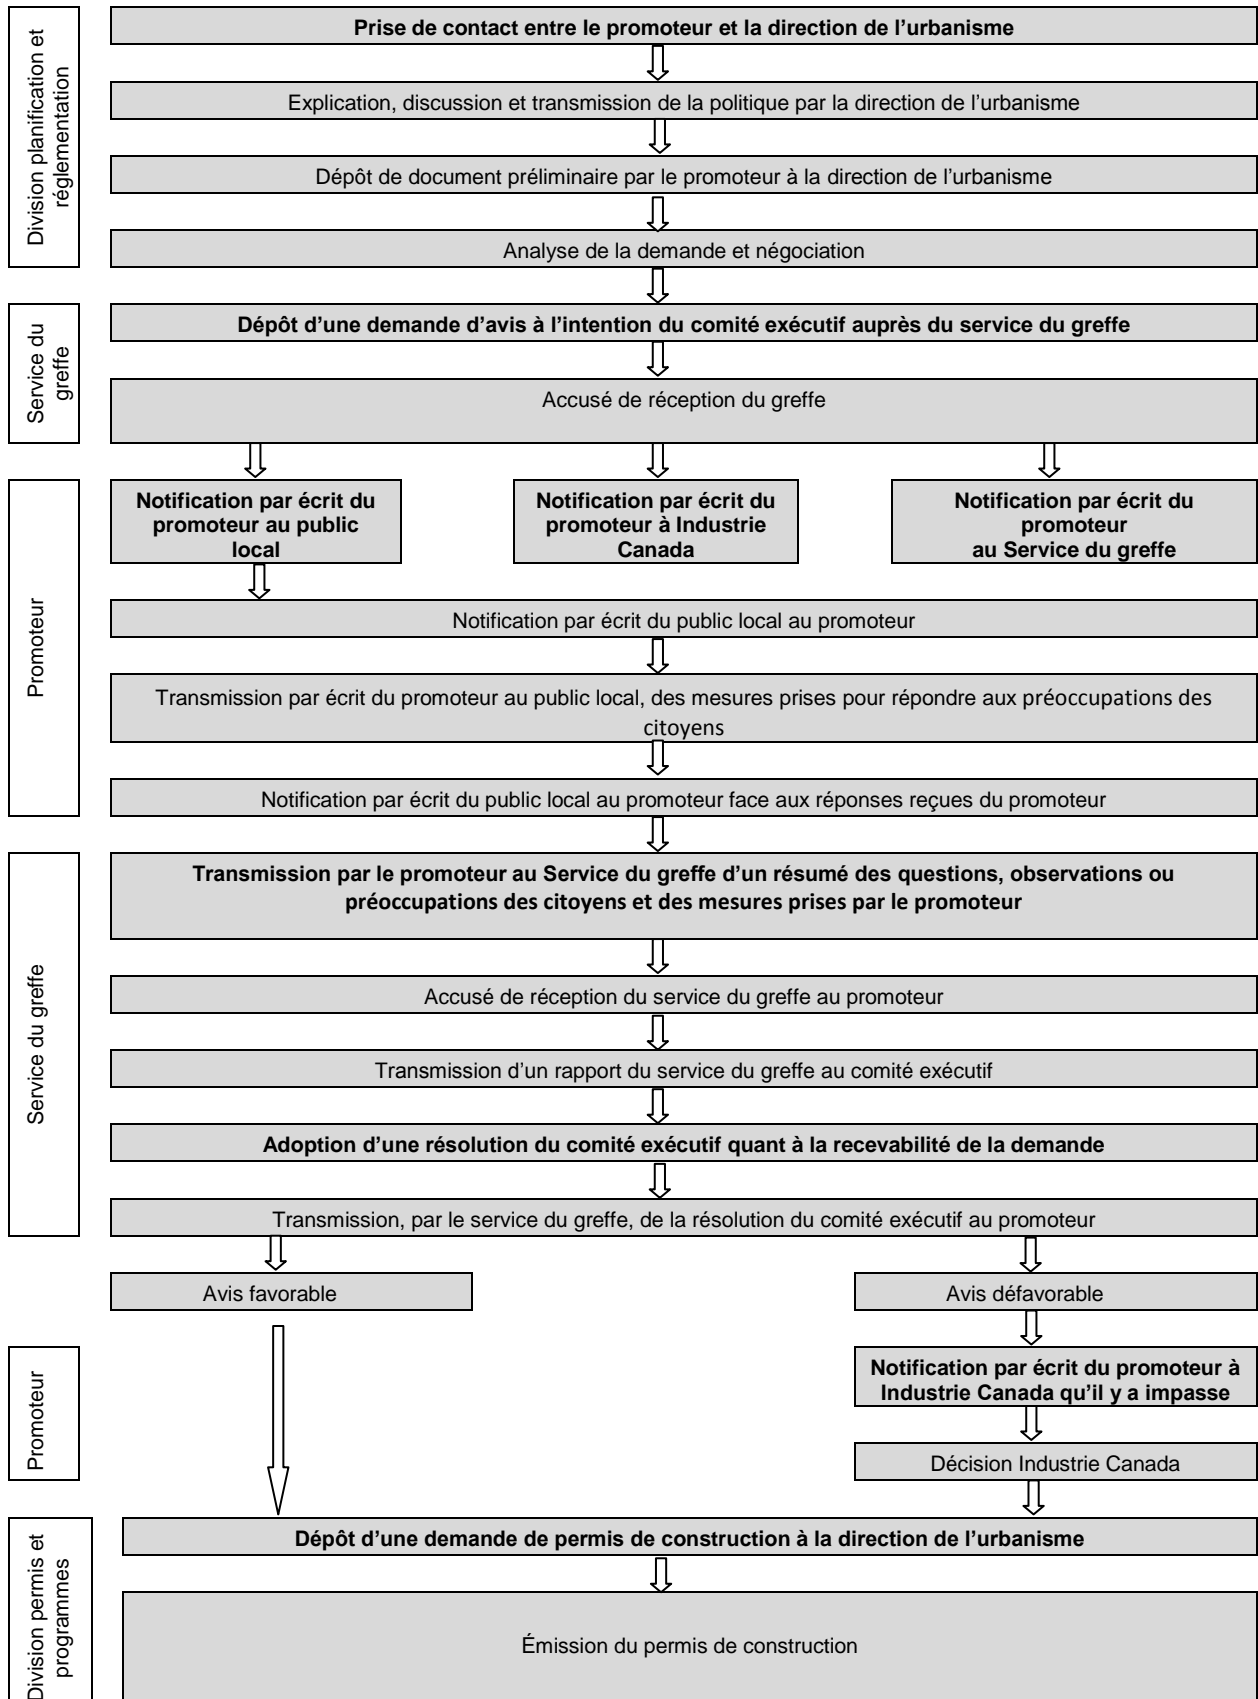 Division planification et
réglementation
Prise de contact entre le promoteur et la direction de l’urbanisme
Explication, discussion et transmission de la politique par la direction de l’urbanisme
Dépôt de document préliminaire par le promoteur à la direction de l’urbanisme
Analyse de la demande et négociation
Service du
greffe
Dépôt d’une demande d’avis à l’intention du comité exécutif auprès du service du greffe
Accusé de réception du greffe
Promoteur
Notification par écrit du
promoteur au public
local
Notification par écrit du
promoteur à Industrie
Canada
Notification par écrit du
promoteur
au Service du greffe
Notification par écrit du public local au promoteur
Transmission par écrit du promoteur au public local, des mesures prises pour répondre aux préoccupations des
citoyens
Notification par écrit du public local au promoteur face aux réponses reçues du promoteur
Service du greffe
Transmission par le promoteur au Service du greffe d’un résumé des questions, observations ou
préoccupations des citoyens et des mesures prises par le promoteur
Accusé de réception du service du greffe au promoteur
Transmission d’un rapport du service du greffe au comité exécutif
Adoption d’une résolution du comité exécutif quant à la recevabilité de la demande
Transmission, par le service du greffe, de la résolution du comité exécutif au promoteur
Avis favorable
Avis défavorable
Promoteur
Notification par écrit du promoteur à
Industrie Canada qu’il y a impasse
Décision Industrie Canada
Division permis et
programmes
Dépôt d’une demande de permis de construction à la direction de l’urbanisme
Émission du permis de construction